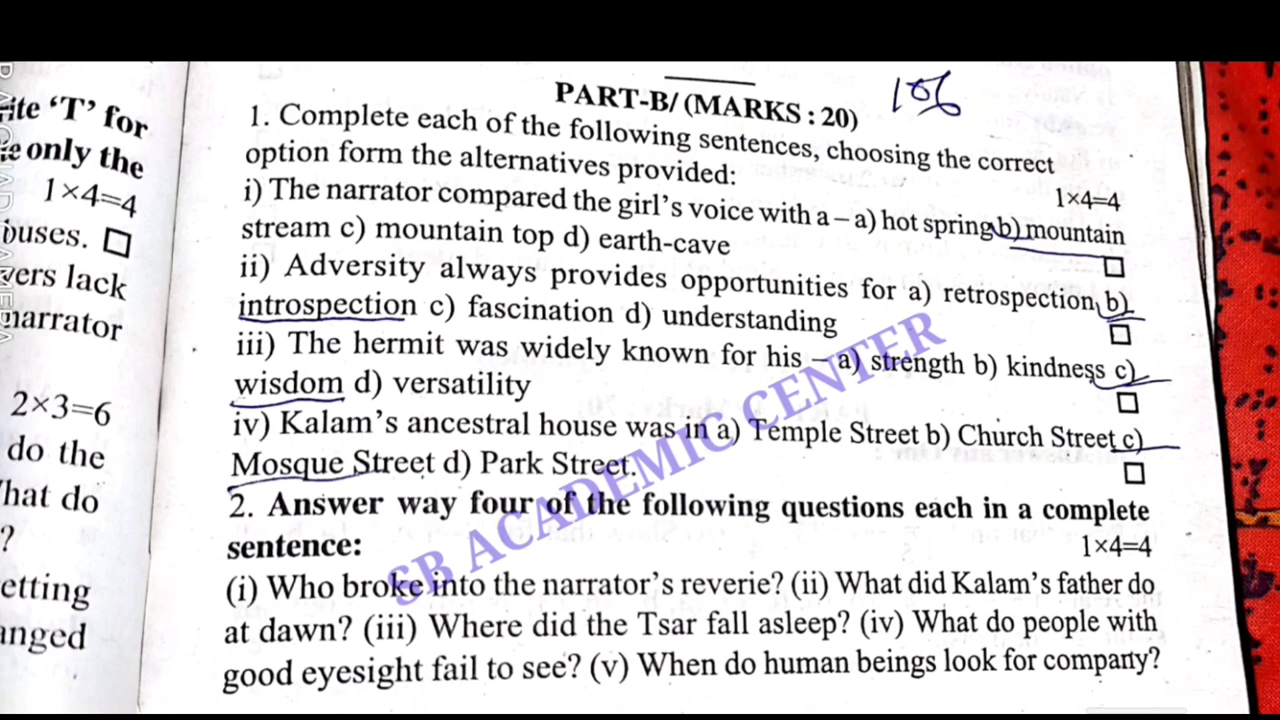 rite 'T' for
e only the
1×4=4
ouses. □
vers lack
narrator
2×3=6
do the
hat do
?
etting
anged
PART-B/ (MARKS : 20)
106
1. Complete each of the following sentences, choosing the correct
option form the alternatives provided:
1×4=4
i) The narrator compared the girl's voice with a – a) hot spring b) mountain
stream c) mountain top d) earth-cave □
ii) Adversity always provides opportunities for a) retrospection b)
introspection c) fascination d) understanding □
iii) The hermit was widely known for his – a) strength b) kindness c)
wisdom d) versatility □
iv) Kalam's ancestral house was in a) Temple Street b) Church Street c)
Mosque Street d) Park Street. □
2. Answer way four of the following questions each in a complete
sentence: 1×4=4
(i) Who broke into the narrator's reverie? (ii) What did Kalam's father do
at dawn? (iii) Where did the Tsar fall asleep? (iv) What do people with
good eyesight fail to see? (v) When do human beings look for company?
SB ACADEMIC CENTER